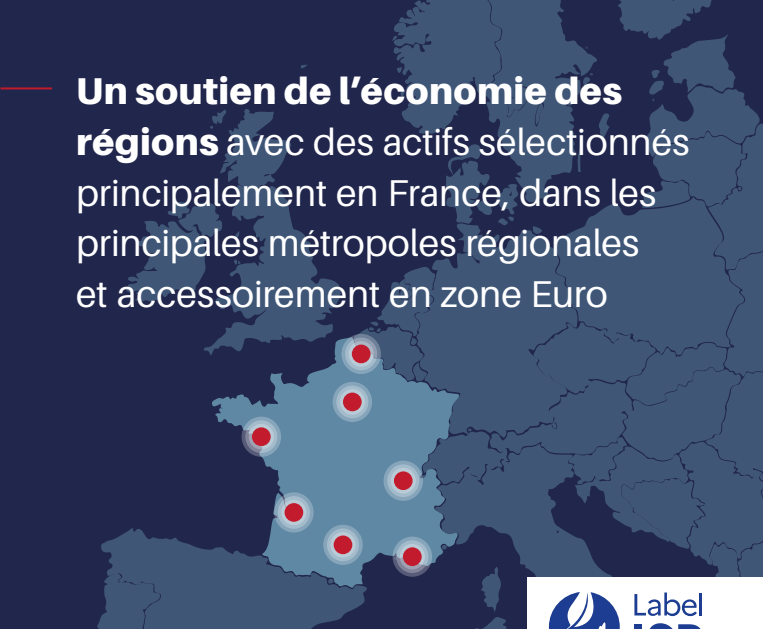 Un soutien de l’économie des
régions avec des actifs sélectionnés
principalement en France, dans les
principales métropoles régionales
et accessoirement en zone Euro
Label